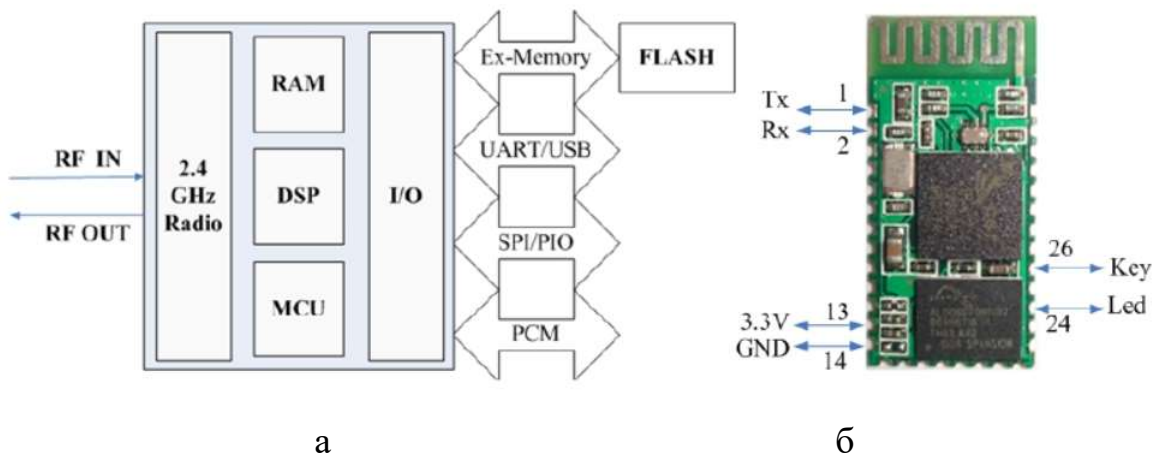 RF IN
RF OUT
2.4
GHz
Radio
RAM
DSP
MCU
I/O
Ex-Memory
UART/USB
SPI/PIO
PCM
FLASH
Tx 1
Rx 2
3.3V 13
GND 14
26 Key
24 Led
а
б